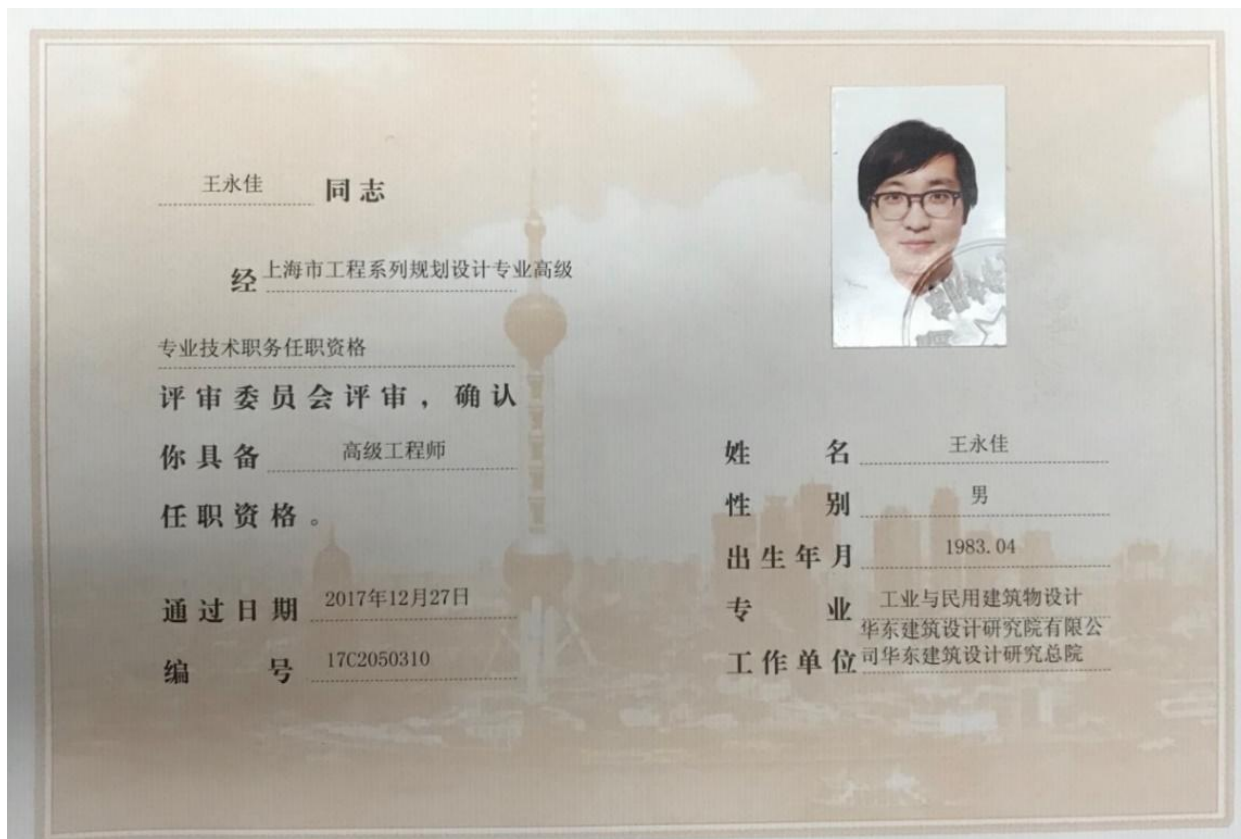 王永佳 同志
经 上海市工程系列规划设计专业高级
专业技术职务任职资格
评审委员会评审，确认
你具备 高级工程师
任职资格。
通过日期 2017年12月27日
编号 17C2050310
姓名 王永佳
性别 男
出生年月 1983.04
专业 工业与民用建筑物设计
工作单位 华东建筑设计研究院有限公
司华东建筑设计研究总院